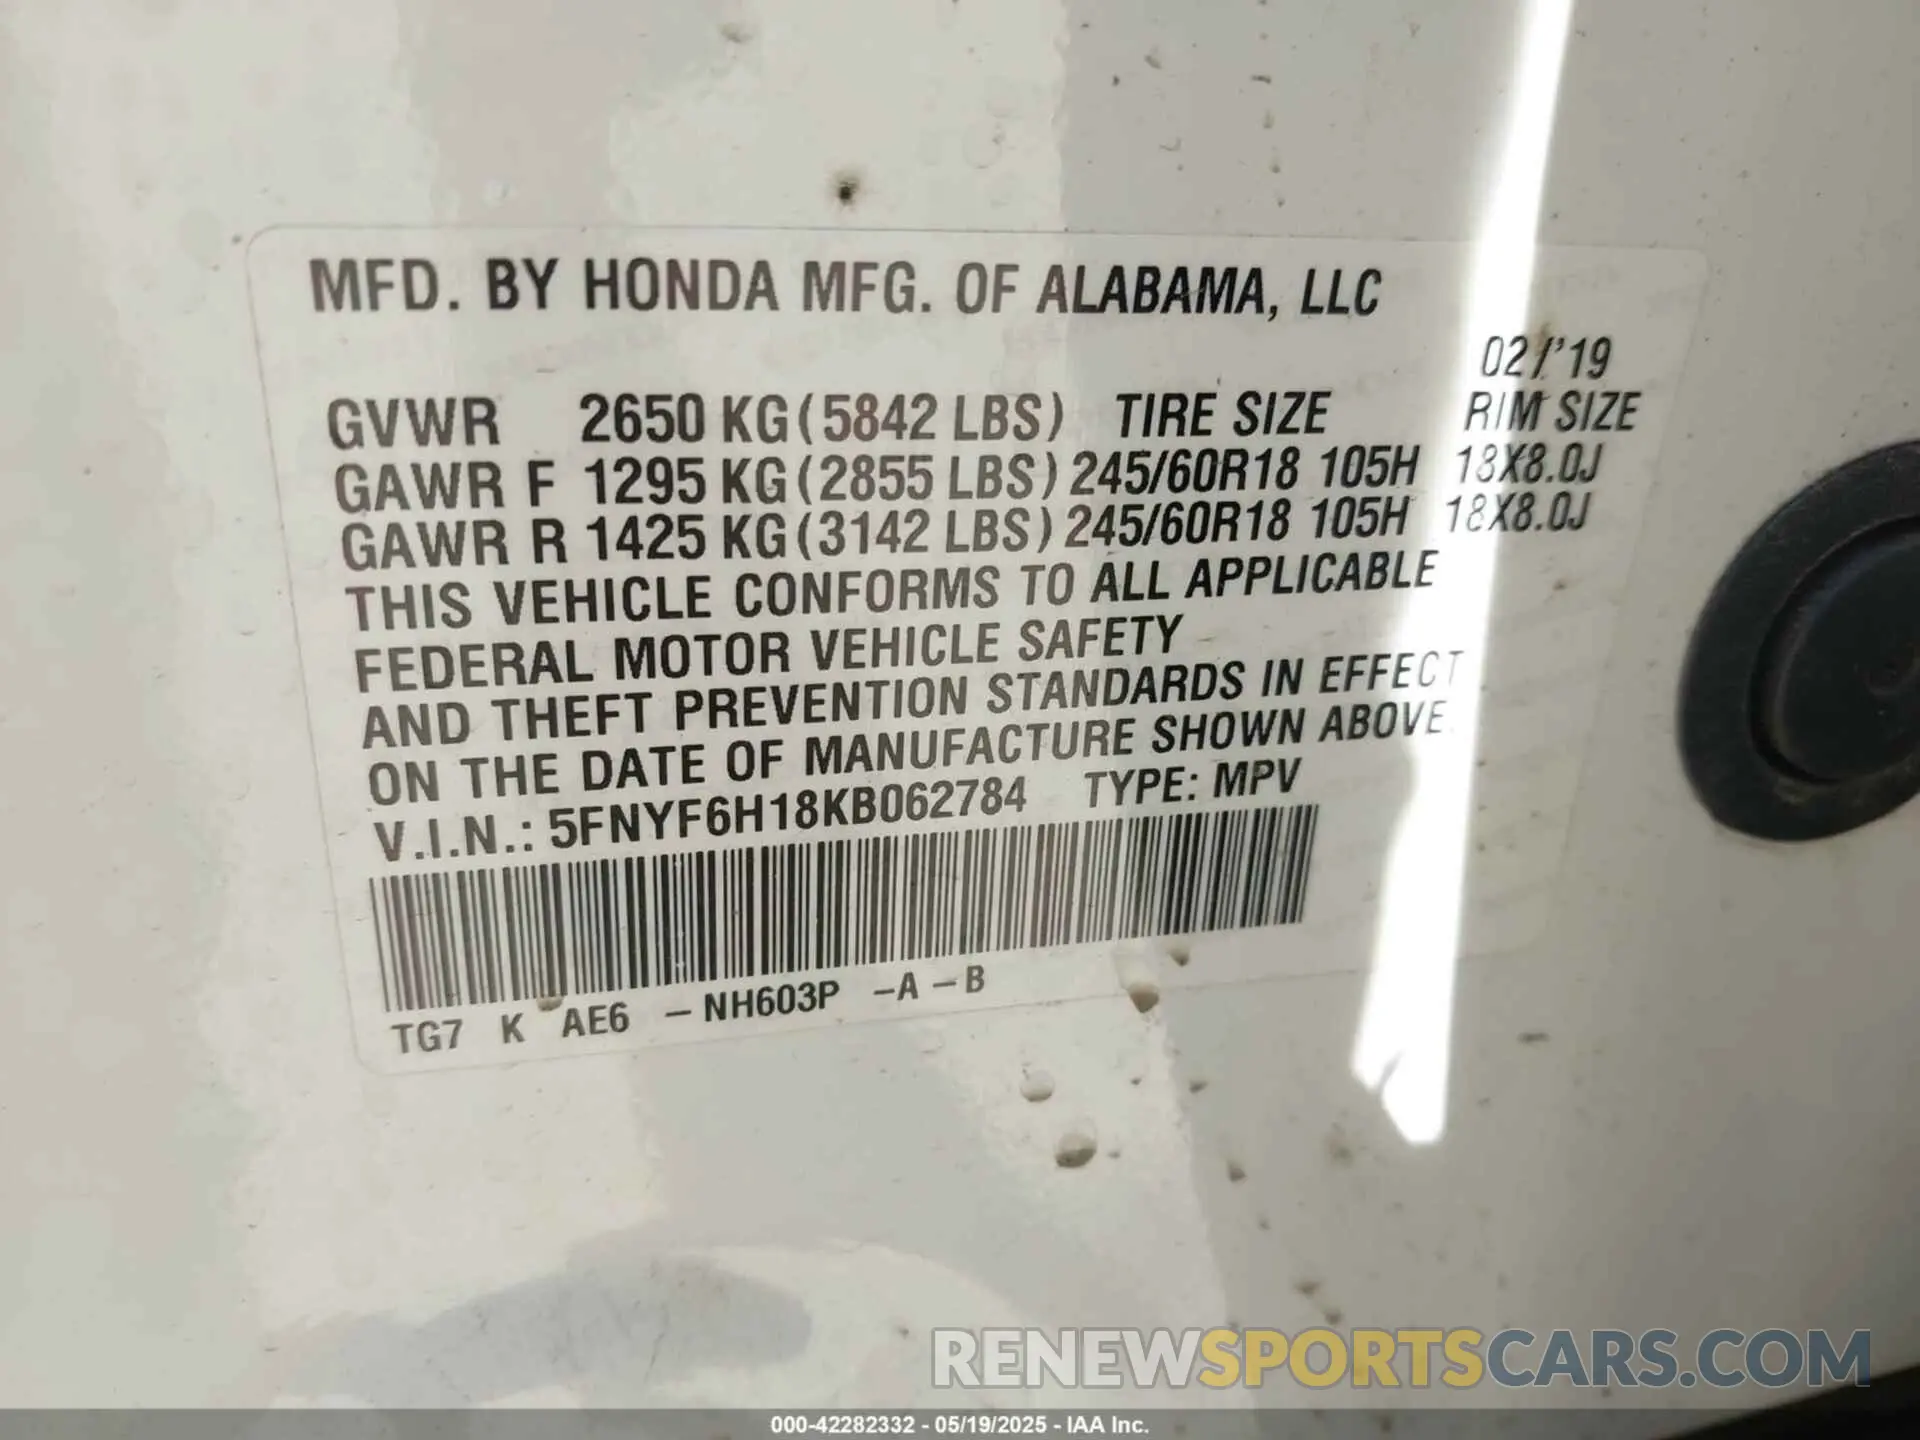 MFD. BY HONDA MFG. OF ALABAMA, LLC
02/'19
GVWR 2650 KG (5842 LBS) TIRE SIZE RIM SIZE
GAWR F 1295 KG (2855 LBS) 245/60R18 105H 18X8.0J
GAWR R 1425 KG (3142 LBS) 245/60R18 105H 18X8.0J
THIS VEHICLE CONFORMS TO ALL APPLICABLE
FEDERAL MOTOR VEHICLE SAFETY
AND THEFT PREVENTION STANDARDS IN EFFECT
ON THE DATE OF MANUFACTURE SHOWN ABOVE.
V.I.N.: 5FNYF6H18KB062784 TYPE: MPV
TG7 K AE6 -NH603P -A-B
RENEWSPORTSCARS.COM
000-42282332 - 05/19/2025 - IAA Inc.